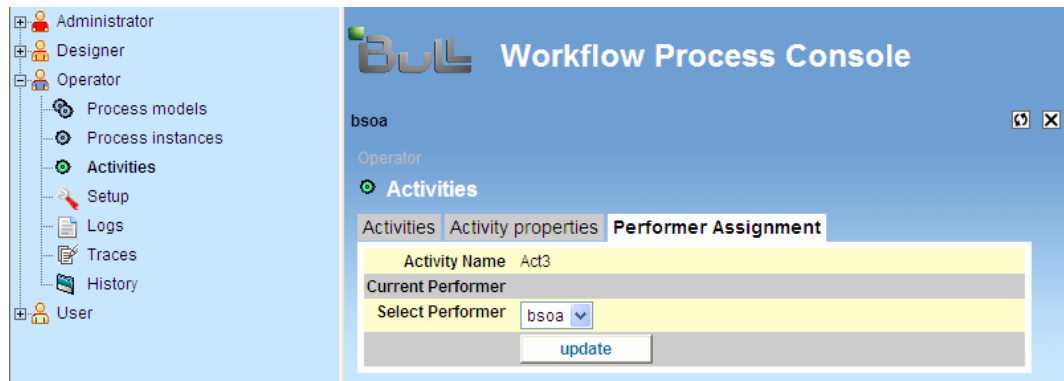 Administrator
Designer
Operator
Process models
Process instances
Activities
Setup
Logs
Traces
History
User
Bull Workflow Process Console
bsoa
Operator
Activities
Activities Activity properties Performer Assignment
Activity Name Act3
Current Performer
Select Performer bsoa
update